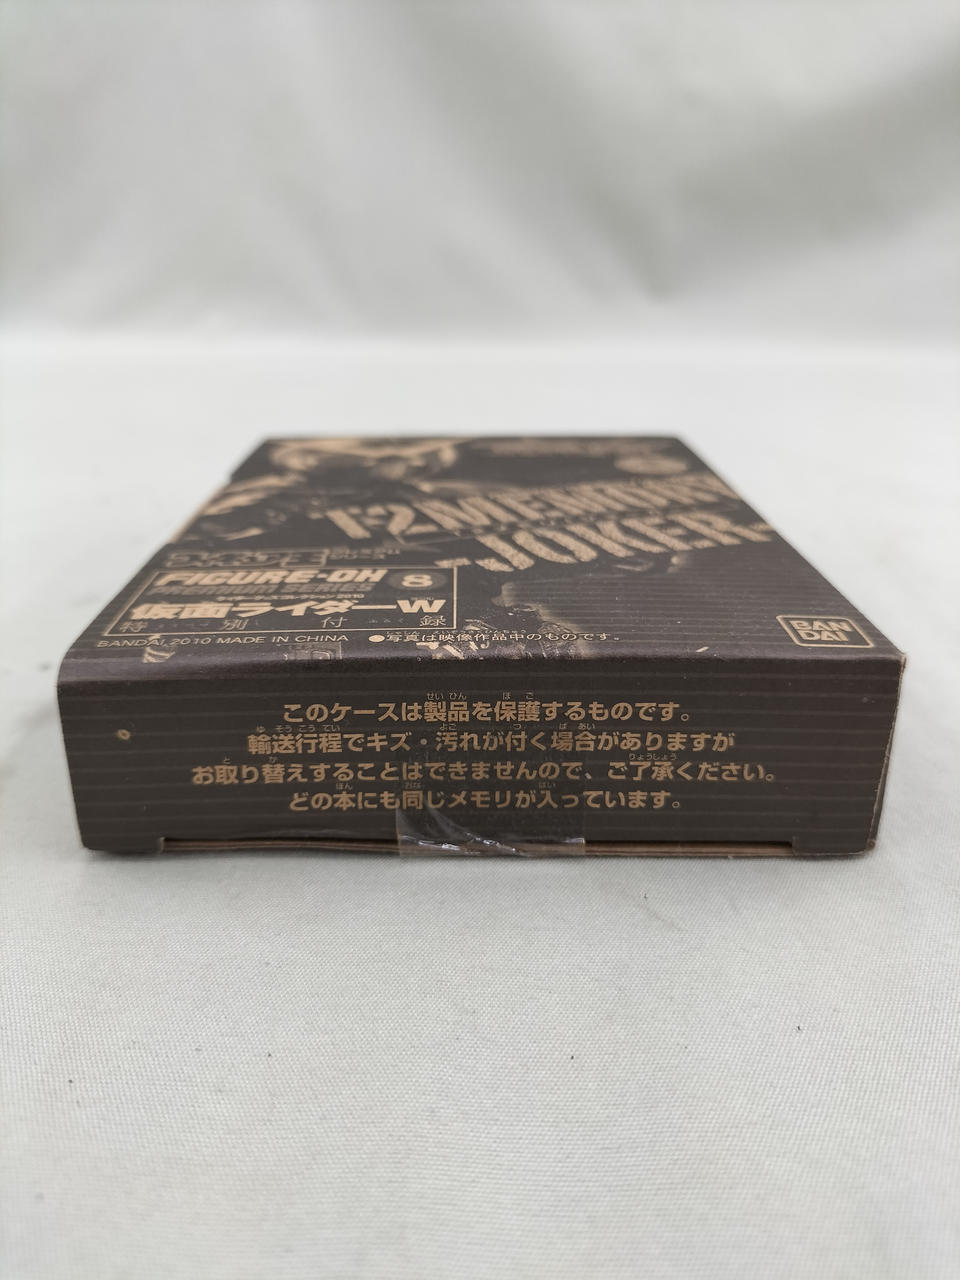 T-2 MEMORY
JOKER
FIGURE-OH 8
PREMIUM SERIES
仮面ライダーW
特別付録
BANDAI 2010 MADE IN CHINA
●写真は映像作品中のものです。
BAN
DAI
このケースは製品を保護するものです。
輸送行程でキズ・汚れが付く場合がありますが
お取り替えすることはできませんので、ご了承ください。
どの本にも同じメモリが入っています。